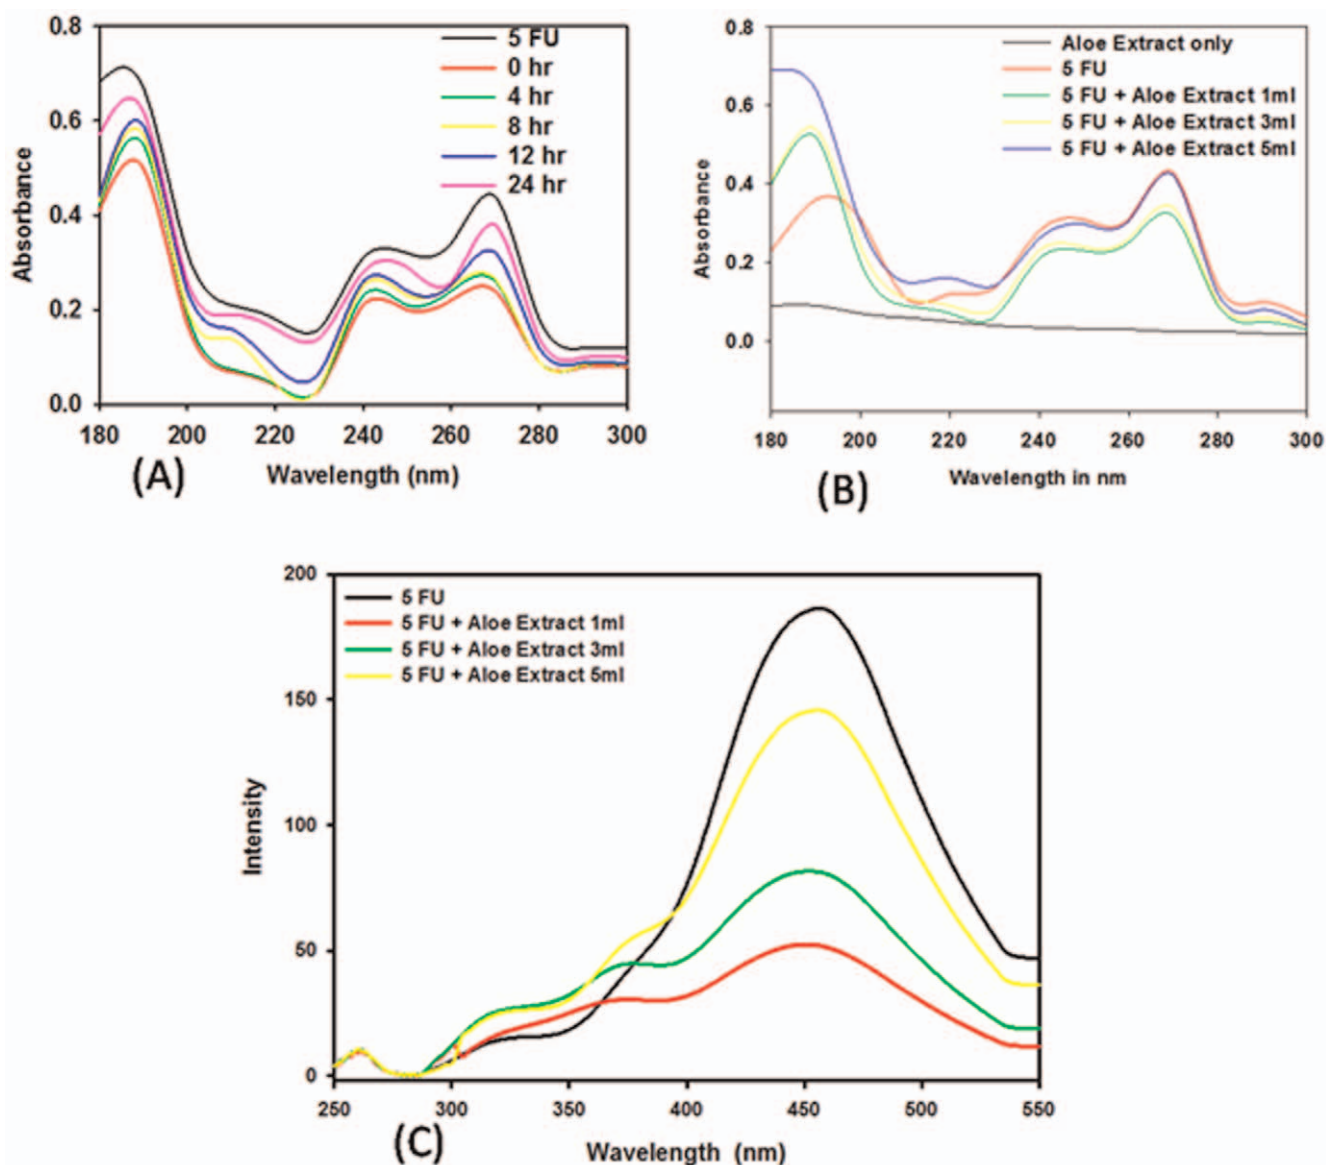 0.8
0.6
0.4
0.2
0.0
Absorbance
5 FU
0 hr
4 hr
8 hr
12 hr
24 hr
180 200 220 240 260 280 300
Wavelength (nm)
(A)
0.8
0.6
0.4
0.2
0.0
Absorbance
Aloe Extract only
5 FU
5 FU + Aloe Extract 1ml
5 FU + Aloe Extract 3ml
5 FU + Aloe Extract 5ml
180 200 220 240 260 280 300
Wavelength in nm
(B)
200
150
100
50
0
Intensity
5 FU
5 FU + Aloe Extract 1ml
5 FU + Aloe Extract 3ml
5 FU + Aloe Extract 5ml
250 300 350 400 450 500 550
Wavelength (nm)
(C)